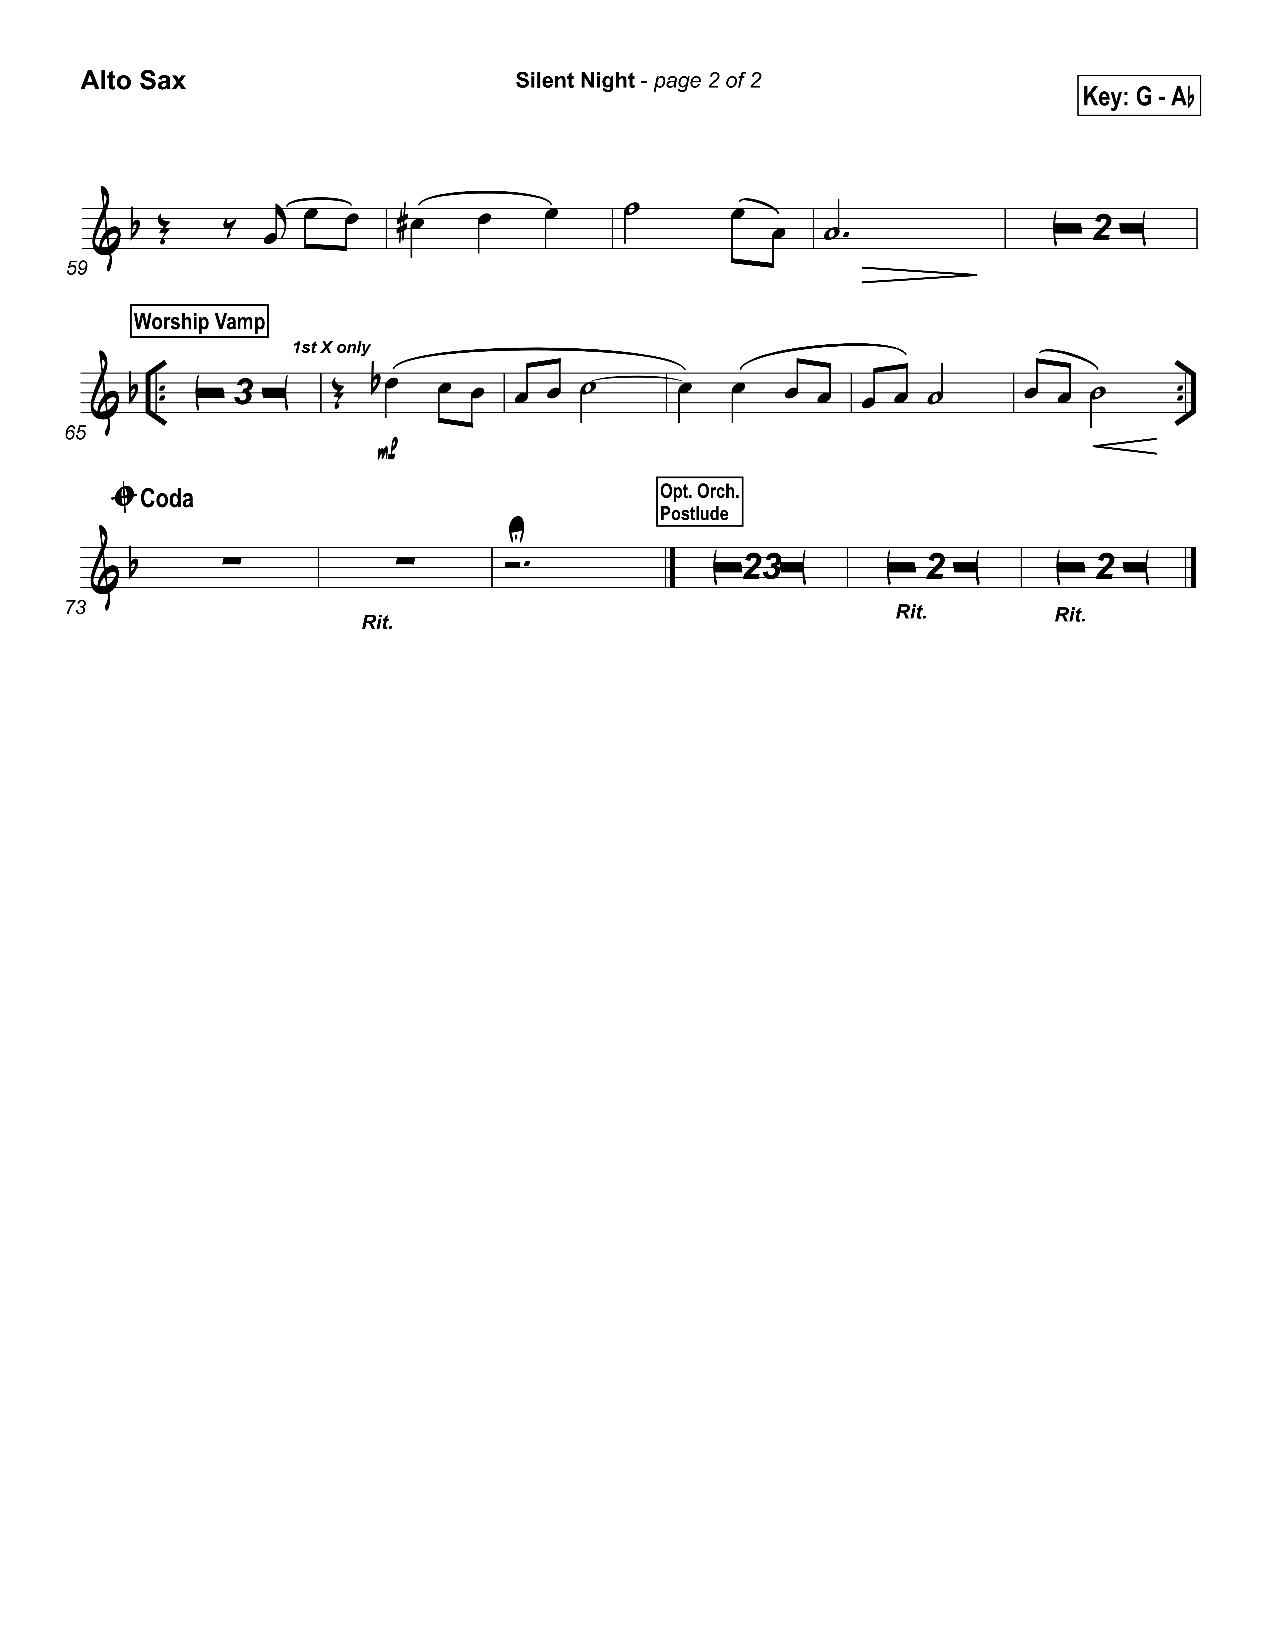 Alto Sax
Silent Night - page 2 of 2
Key: G - A♭
2
59
Worship Vamp
1st X only
3
65
Coda
Opt. Orch.
Postlude
23 2 2
73
Rit. Rit. Rit.